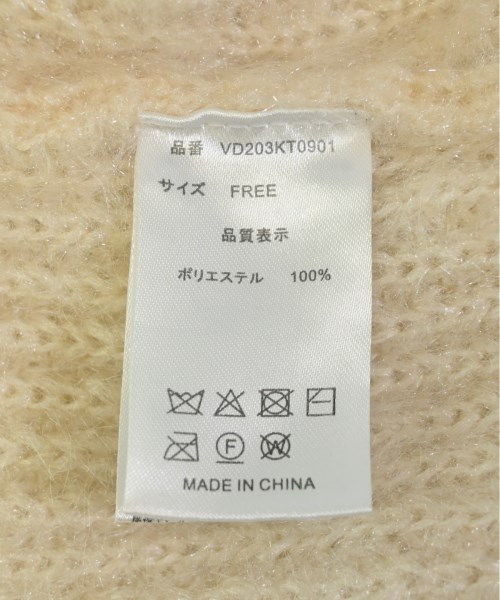 品番 VD203KT0901
サイズ FREE
品質表示
ポリエステル 100%
F
W
MADE IN CHINA